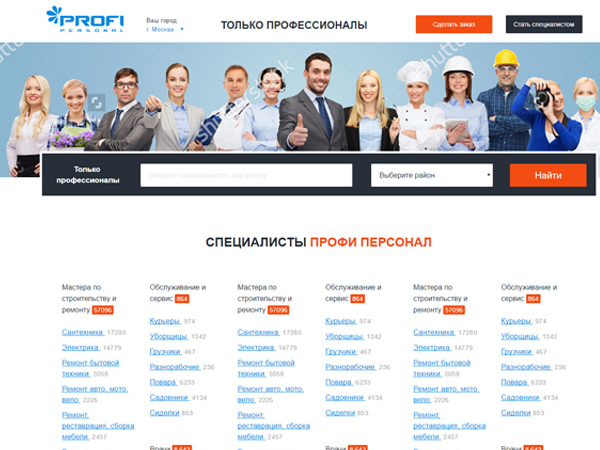 PROFI
PERSONAL
Ваш город:
г. Москва
ТОЛЬКО ПРОФЕССИОНАЛЫ
Сделать заказ
Стать специалистом
shutterstock
Только
профессионалы
Введите специальность или услугу
Выберите район
Найти
СПЕЦИАЛИСТЫ ПРОФИ ПЕРСОНАЛ
Мастера по
строительству и
ремонту 57096
Сантехника 17280
Электрика 14779
Ремонт бытовой
техники 5058
Ремонт авто, мото,
вело 2226
Ремонт,
реставрация, сборка
мебели 2457
Обслуживание и
сервис 864
Курьеры 974
Уборщицы 1342
Грузчики 467
Разнорабочие 256
Повара 6233
Садовники 4134
Сиделки 853
Врачи 8 643
Мастера по
строительству и
ремонту 57096
Сантехника 17280
Электрика 14779
Ремонт бытовой
техники 5058
Ремонт авто, мото,
вело 2226
Ремонт,
реставрация, сборка
мебели 2457
Обслуживание и
сервис 864
Курьеры 974
Уборщицы 1342
Грузчики 467
Разнорабочие 256
Повара 6233
Садовники 4134
Сиделки 853
Врачи 8 643
Мастера по
строительству и
ремонту 57096
Сантехника 17280
Электрика 14779
Ремонт бытовой
техники 5058
Ремонт авто, мото,
вело 2226
Ремонт,
реставрация, сборка
мебели 2457
Обслуживание и
сервис 864
Курьеры 974
Уборщицы 1342
Грузчики 467
Разнорабочие 256
Повара 6233
Садовники 4134
Сиделки 853
Врачи 8 643